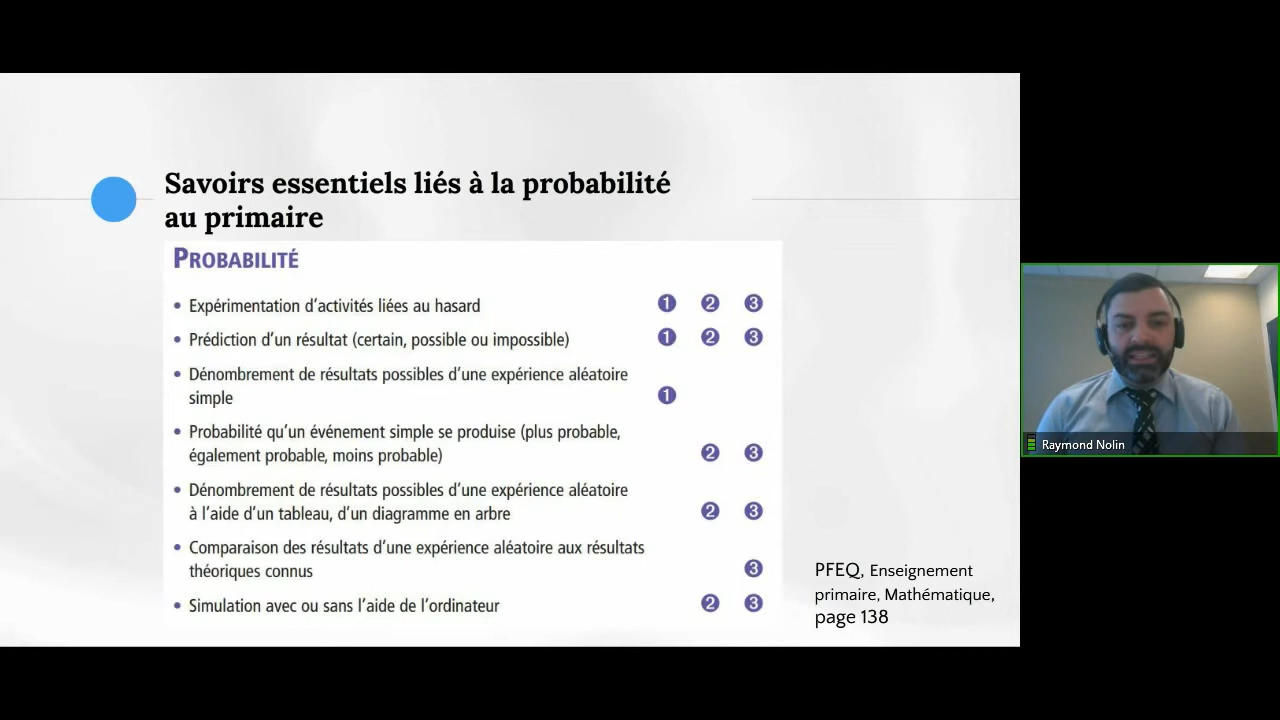 Savoirs essentiels liés à la probabilité
au primaire
PROBABILITÉ
• Expérimentation d'activités liées au hasard 1 2 3
• Prédiction d'un résultat (certain, possible ou impossible) 1 2 3
• Dénombrement de résultats possibles d'une expérience aléatoire
simple 1
• Probabilité qu'un événement simple se produise (plus probable,
également probable, moins probable) 2 3
• Dénombrement de résultats possibles d'une expérience aléatoire
à l'aide d'un tableau, d'un diagramme en arbre 2 3
• Comparaison des résultats d'une expérience aléatoire aux résultats
théoriques connus 3
• Simulation avec ou sans l'aide de l'ordinateur 2 3
PFEQ, Enseignement
primaire, Mathématique,
page 138
Raymond Nolin